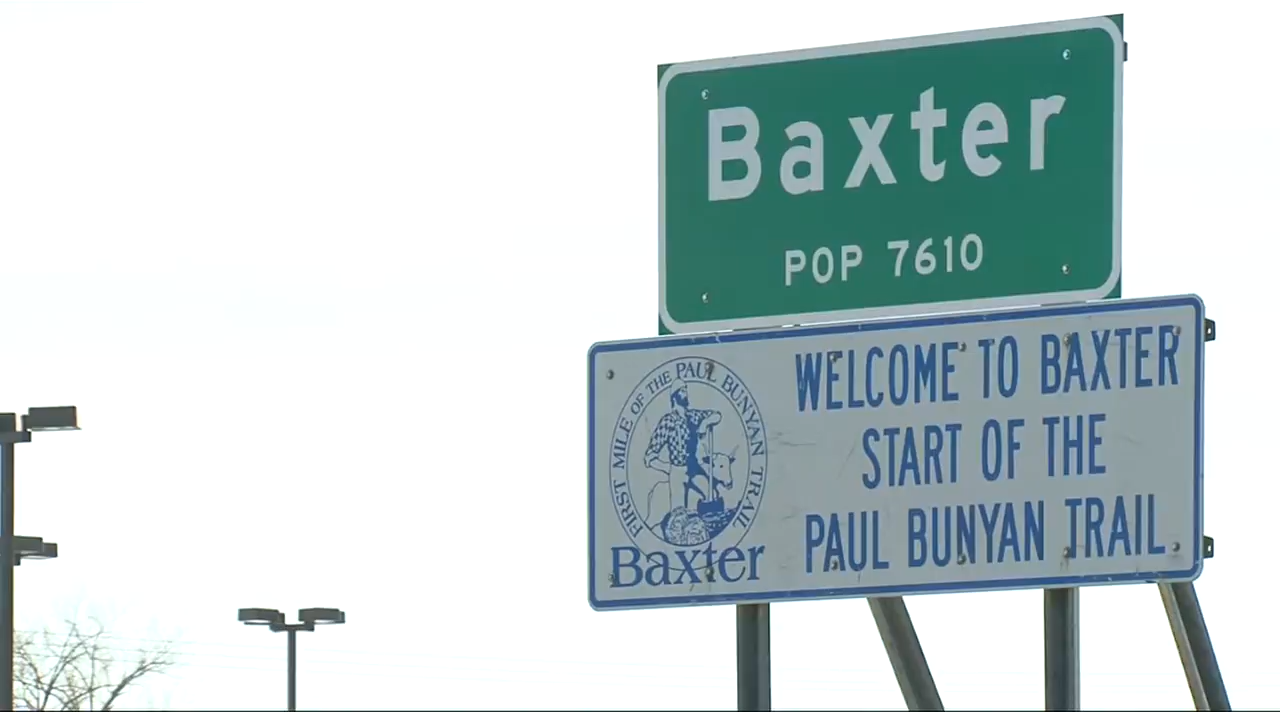 Baxter
POP 7610
FIRST MILE OF THE PAUL BUNYAN TRAIL
Baxter
WELCOME TO BAXTER
START OF THE
PAUL BUNYAN TRAIL